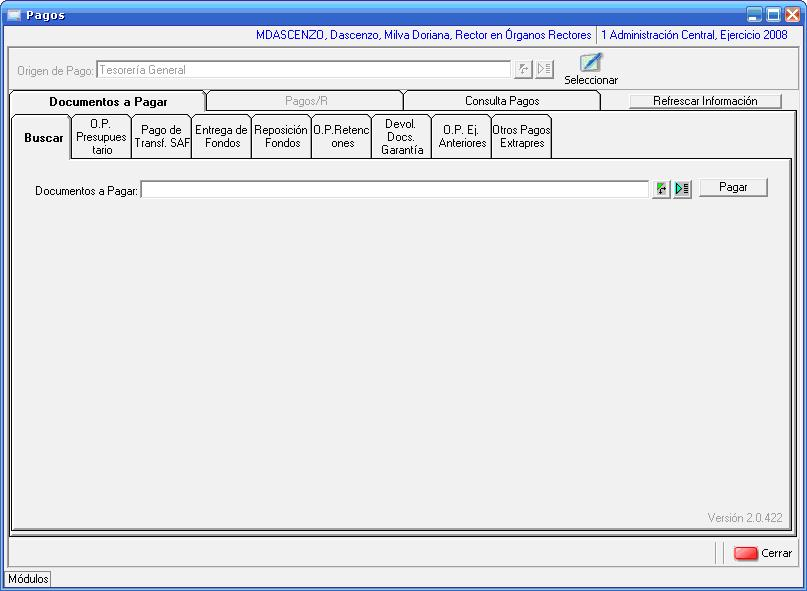 Pagos
MDASCENZO, Dascenzo, Milva Doriana, Rector en Órganos Rectores 1 Administración Central, Ejercicio 2008
Origen de Pago: Tesorería General
Seleccionar
Documentos a Pagar Pagos/R Consulta Pagos Refrescar Información
Buscar
O.P.
Presupues
tario
Pago de
Transf. SAF
Entrega de
Fondos
Reposición
Fondos
O.P.Retenc
ones
Devol.
Docs.
Garantía
O.P. Ej.
Anteriores
Otros Pagos
Extrapres
Documentos a Pagar: Pagar
Versión 2.0.422
Cerrar
Módulos